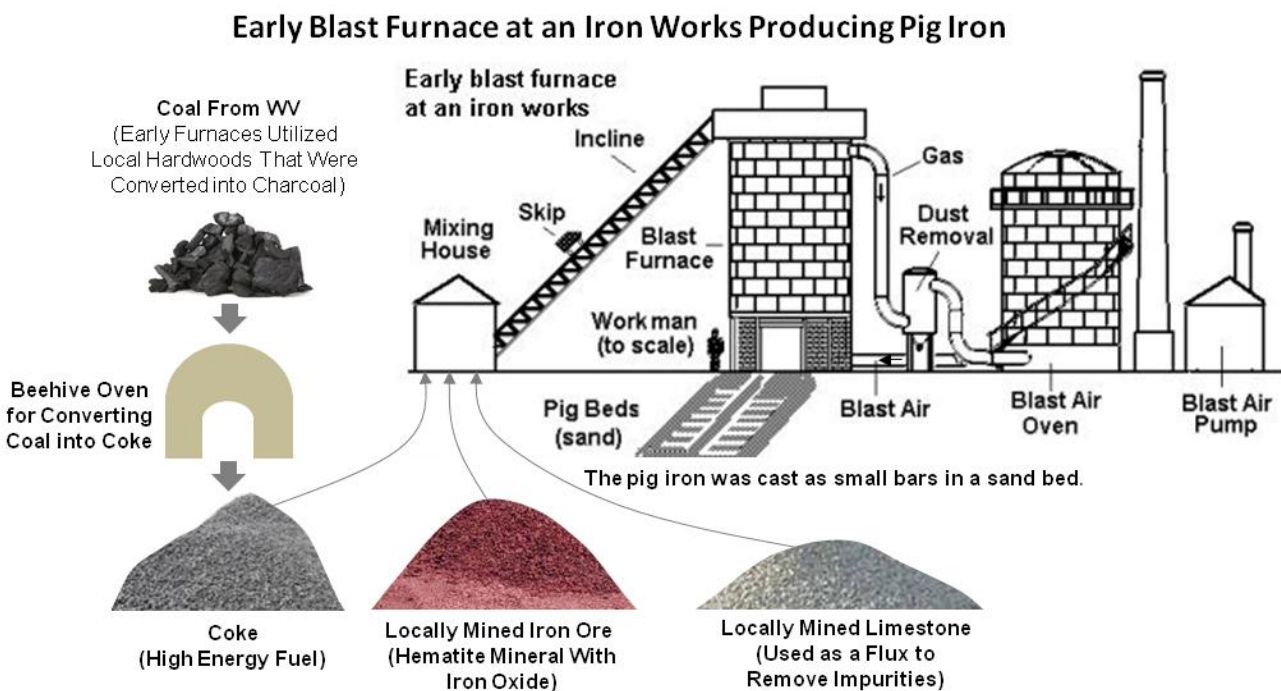 Early Blast Furnace at an Iron Works Producing Pig Iron
Coal From WV
(Early Furnaces Utilized
Local Hardwoods That Were
Converted into Charcoal)
Early blast furnace
at an iron works
Incline
Gas
Skip
Mixing
House
Blast
Furnace
Dust
Removal
Work man
(to scale)
Beehive Oven
for Converting
Coal into Coke
Pig Beds
(sand)
Blast Air
Blast Air
Oven
Blast Air
Pump
The pig iron was cast as small bars in a sand bed.
Coke
(High Energy Fuel)
Locally Mined Iron Ore
(Hematite Mineral With
Iron Oxide)
Locally Mined Limestone
(Used as a Flux to
Remove Impurities)